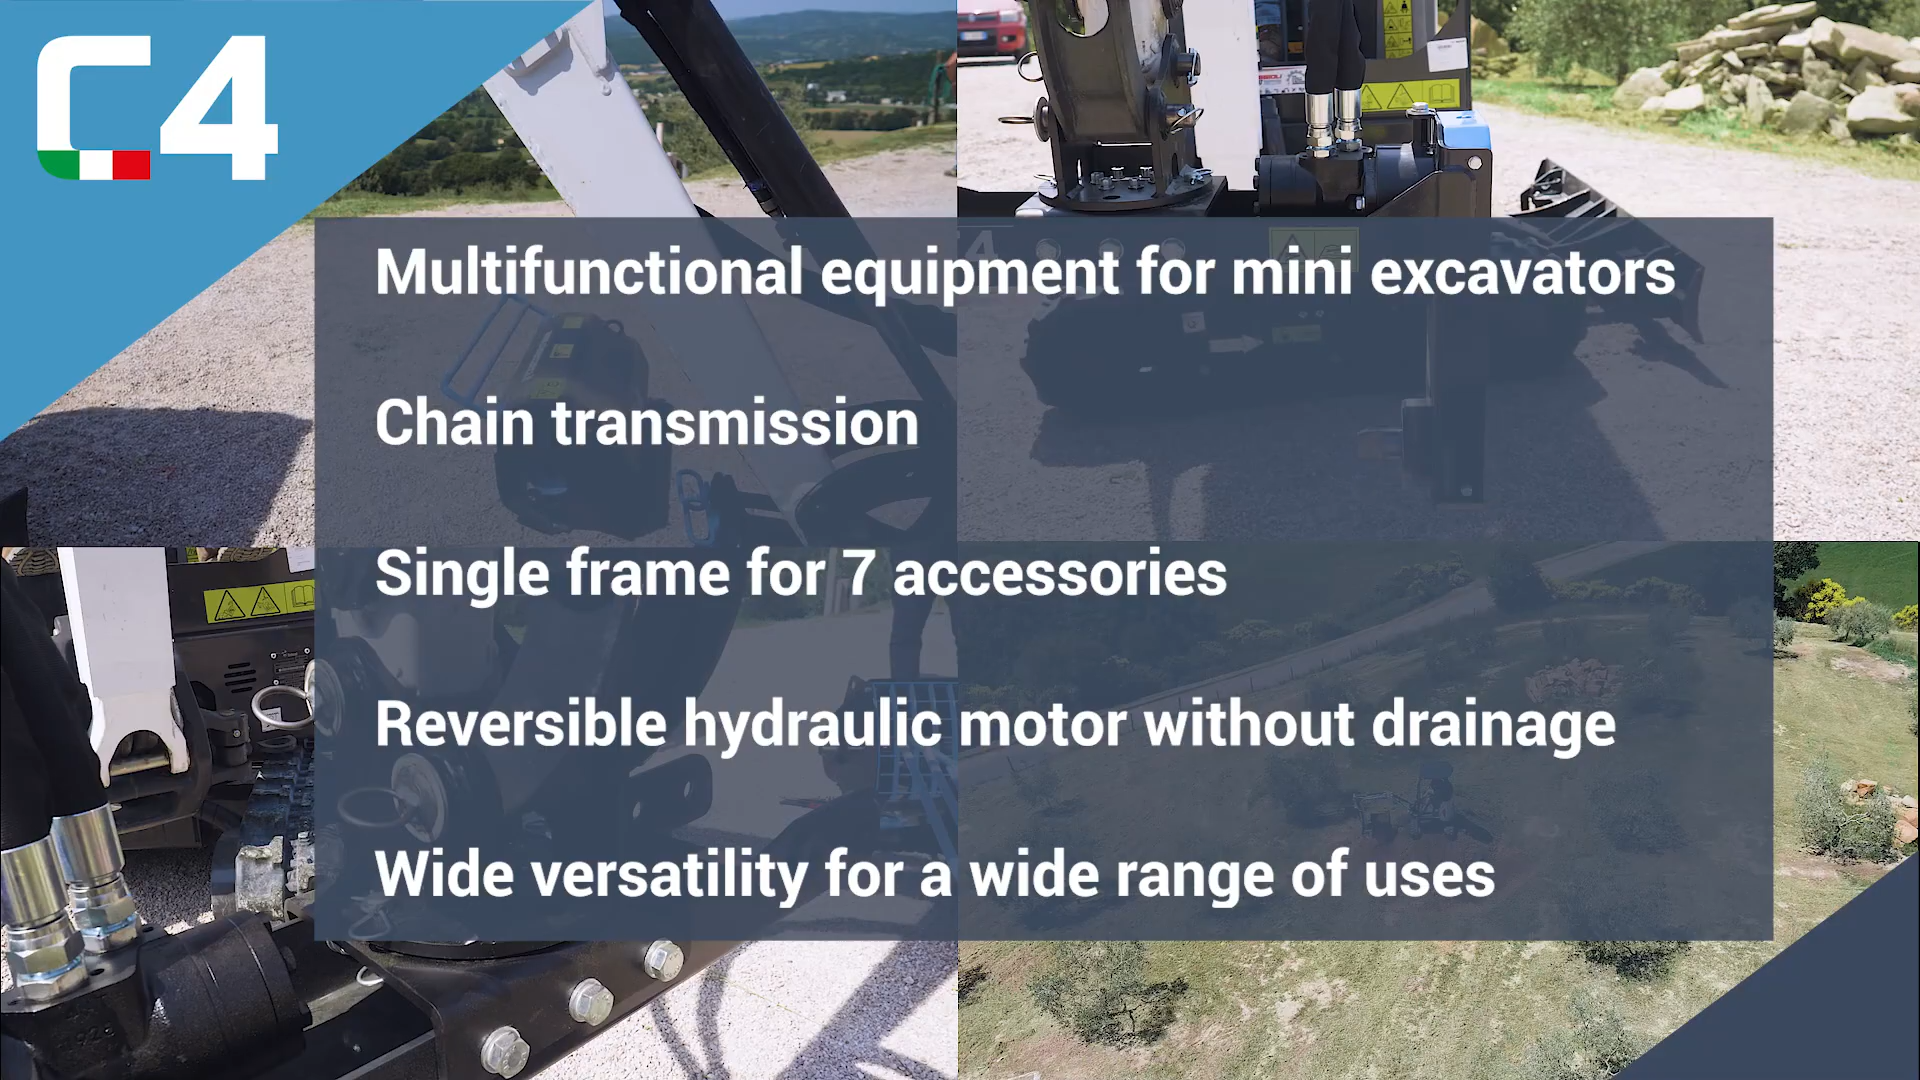 C4
Multifunctional equipment for mini excavators
Chain transmission
Single frame for 7 accessories
Reversible hydraulic motor without drainage
Wide versatility for a wide range of uses